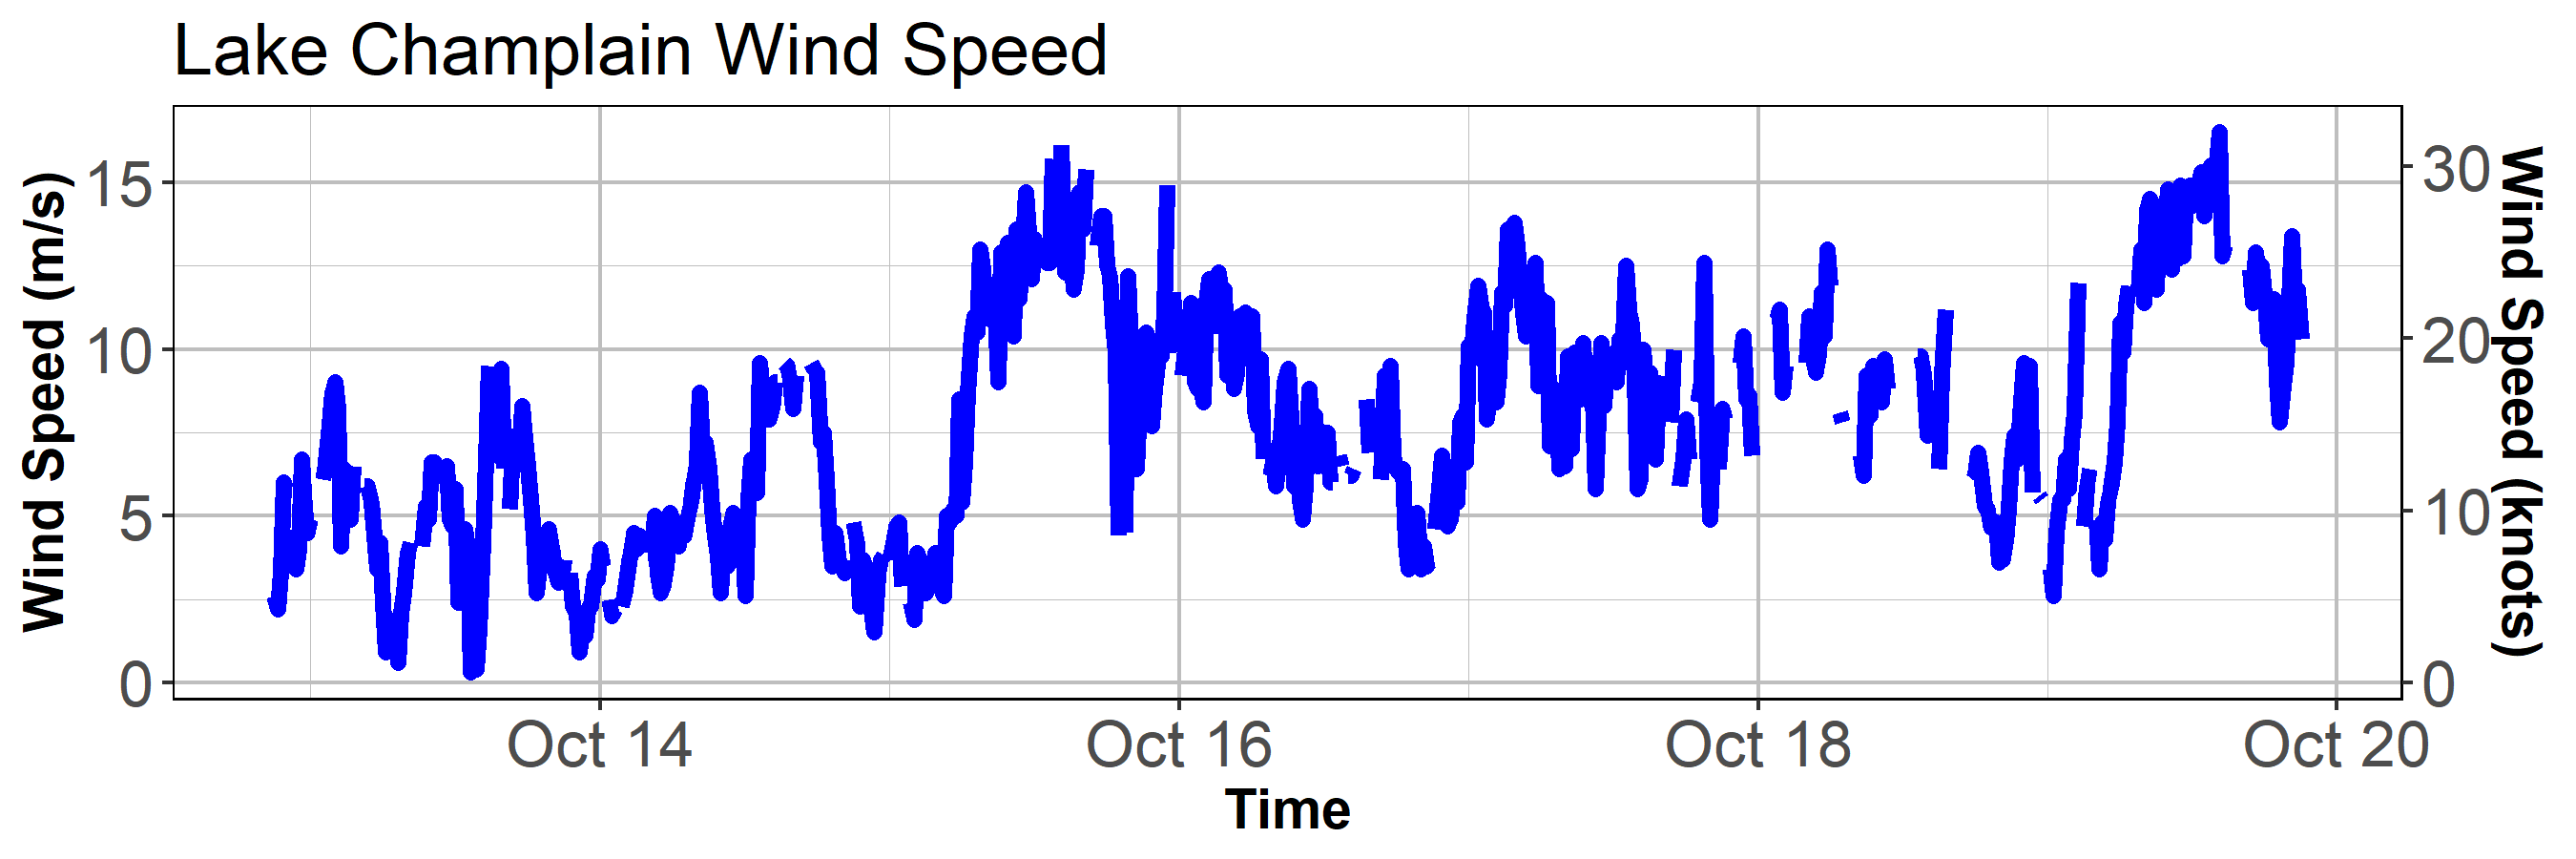 Lake Champlain Wind Speed
Wind Speed (m/s)
15
10
5
0
30
20
10
0
Wind Speed (knots)
Oct 14
Oct 16
Oct 18
Oct 20
Time